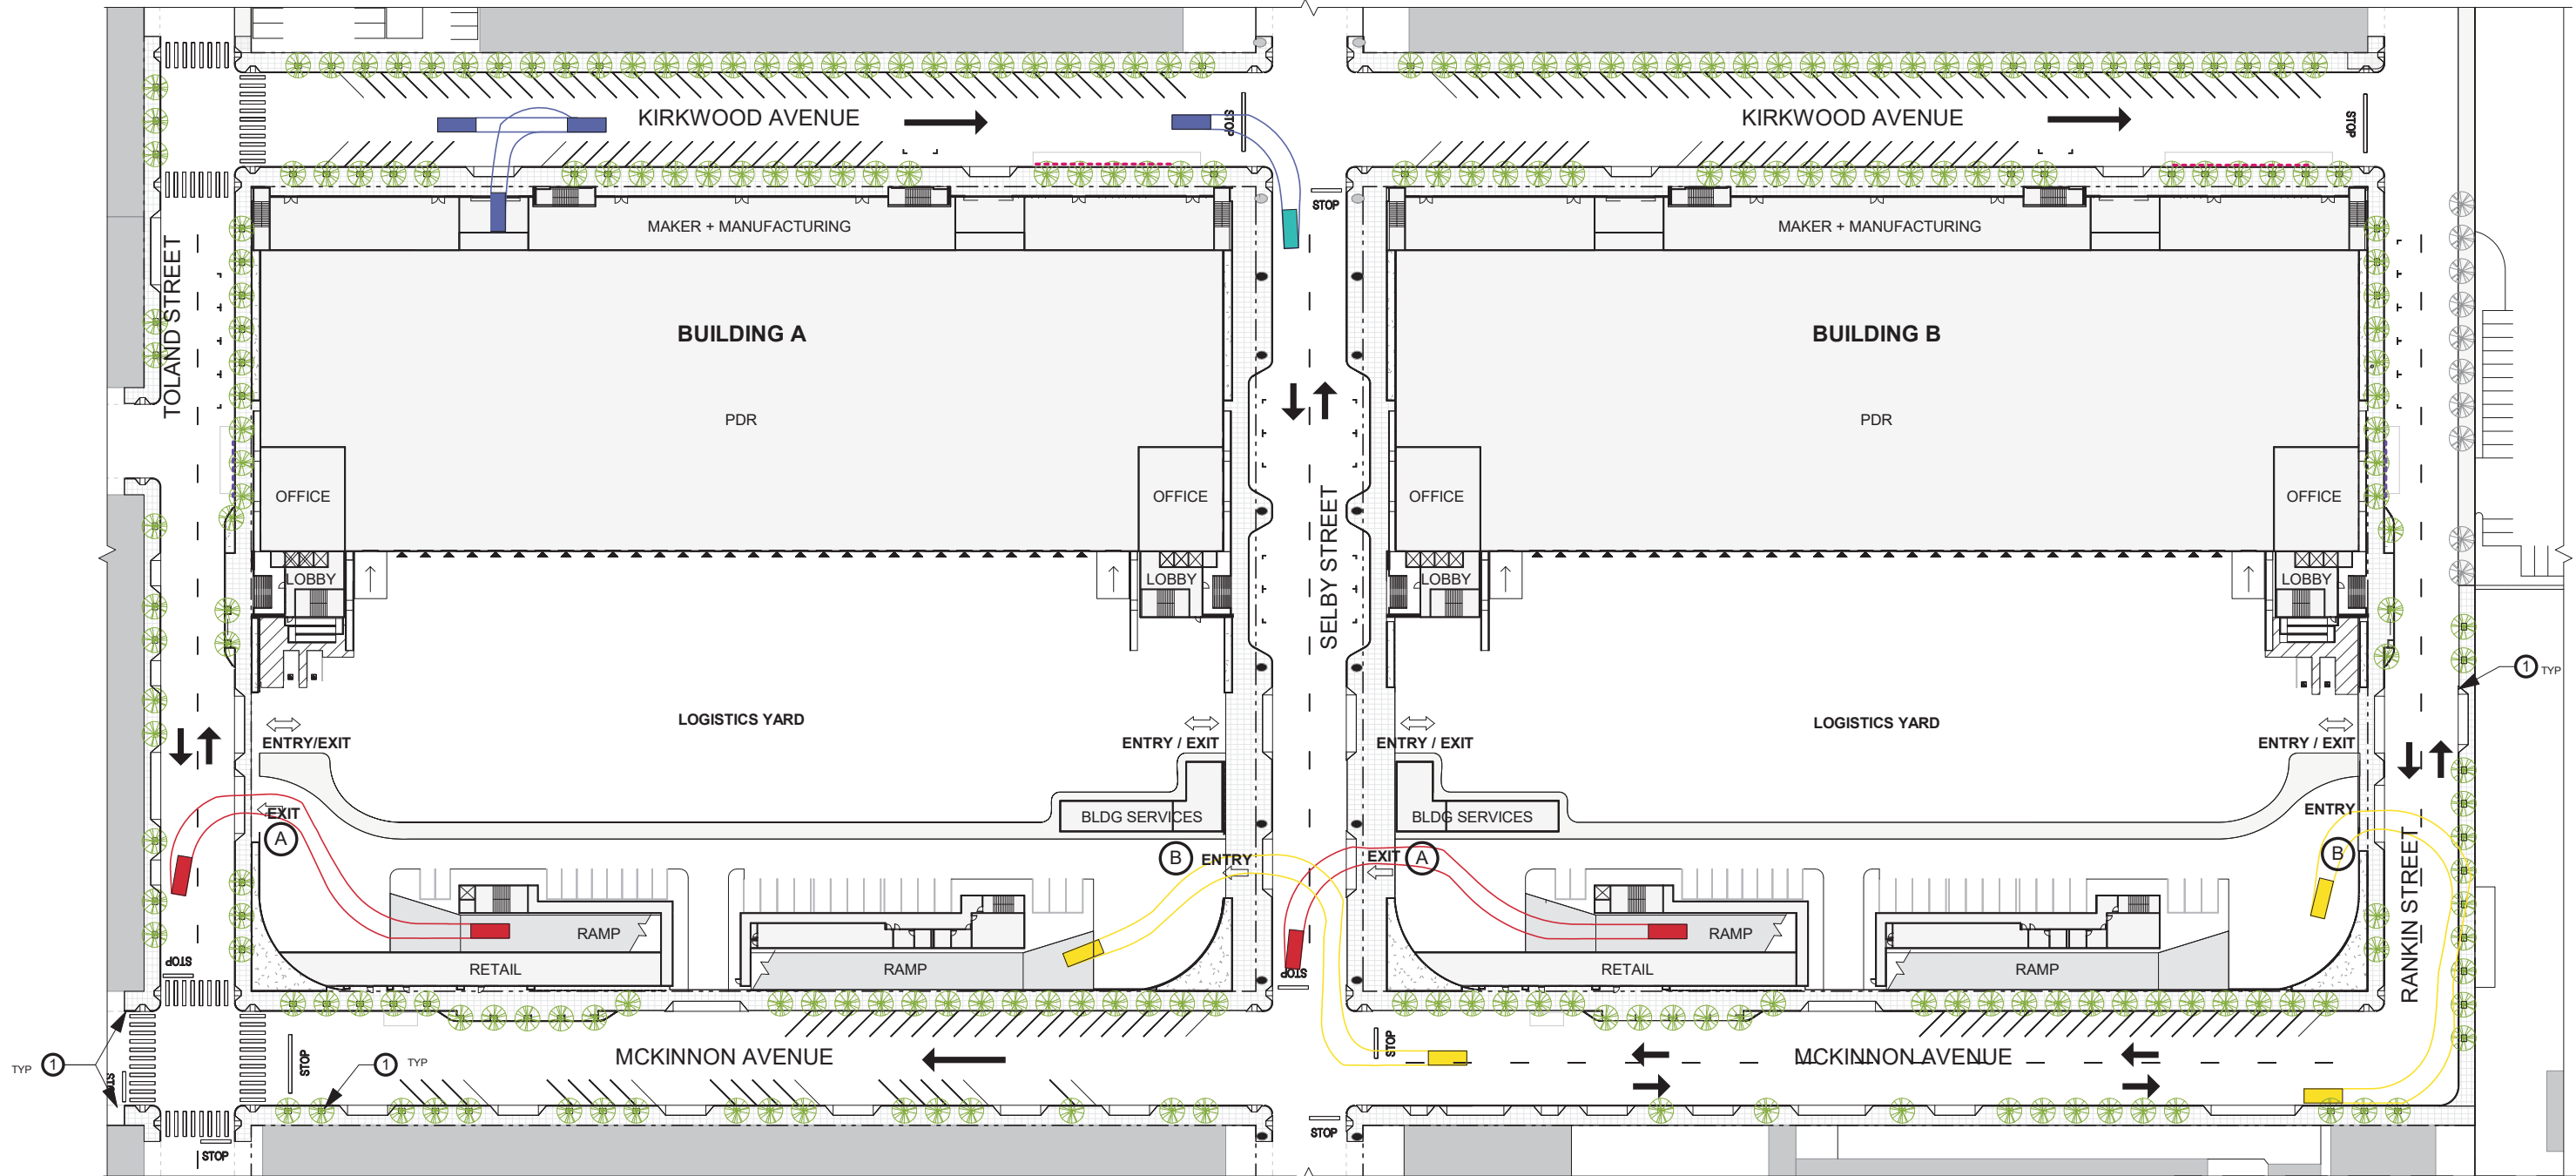 KIRKWOOD AVENUE
STOP
KIRKWOOD AVENUE
STOP
STOP
MAKER + MANUFACTURING
MAKER + MANUFACTURING
TOLAND STREET
BUILDING A
BUILDING B
PDR
PDR
SELBY STREET
OFFICE
OFFICE
OFFICE
OFFICE
LOBBY
LOBBY
LOBBY
LOBBY
1 TYP
LOGISTICS YARD
LOGISTICS YARD
ENTRY/EXIT
ENTRY / EXIT
ENTRY / EXIT
ENTRY / EXIT
EXIT
A
BLDG SERVICES
BLDG SERVICES
ENTRY
B
ENTRY
EXIT
A
B
RANKIN STREET
RAMP
RAMP
RETAIL
RAMP
RETAIL
RAMP
STOP
STOP
STOP
MCKINNON AVENUE
STOP
MCKINNON AVENUE
TYP 1
1 TYP
STOP
STOP
STOP